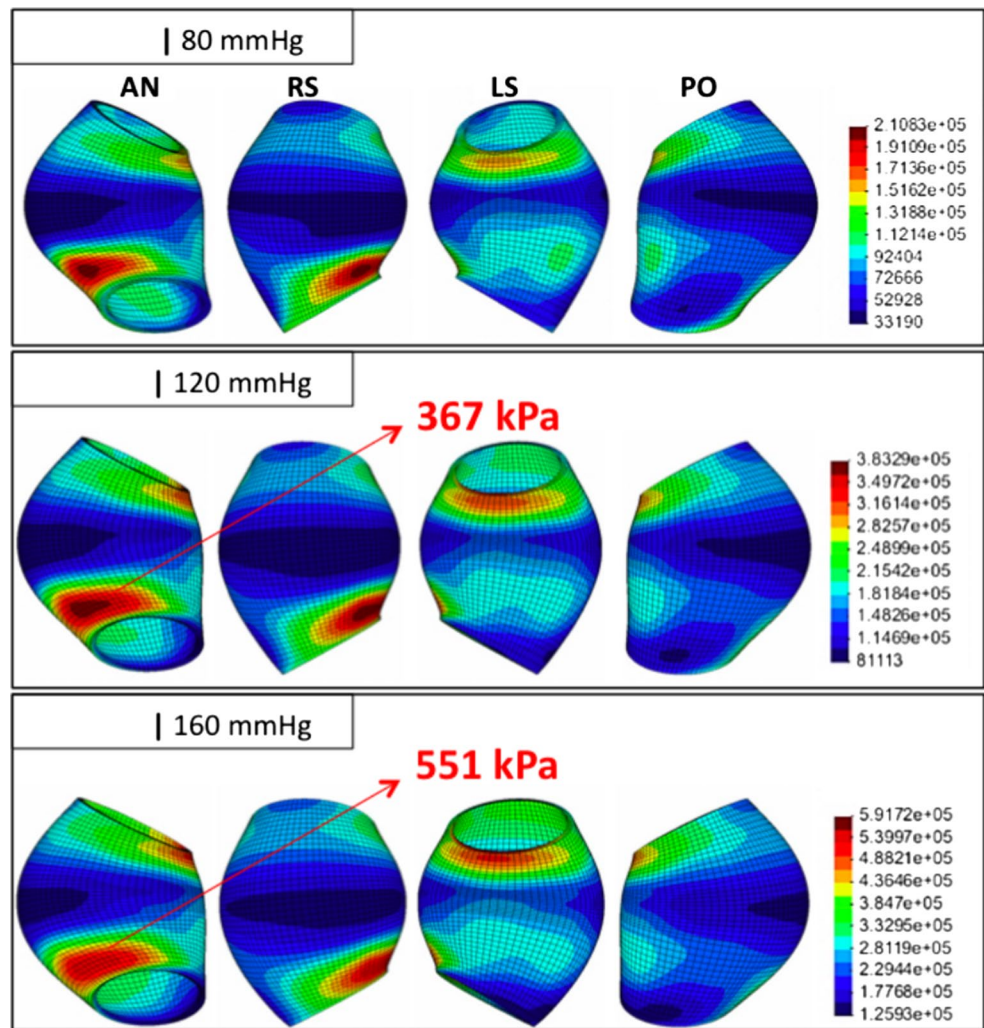 | 80 mmHg
AN RS LS PO
2.1083e+05
1.9109e+05
1.7136e+05
1.5162e+05
1.3188e+05
1.1214e+05
92404
72666
52928
33190
| 120 mmHg
367 kPa
3.8329e+05
3.4972e+05
3.1614e+05
2.8257e+05
2.4899e+05
2.1542e+05
1.8184e+05
1.4826e+05
1.1469e+05
81113
| 160 mmHg
551 kPa
5.9172e+05
5.3997e+05
4.8821e+05
4.3646e+05
3.847e+05
3.3295e+05
2.8119e+05
2.2944e+05
1.7768e+05
1.2593e+05